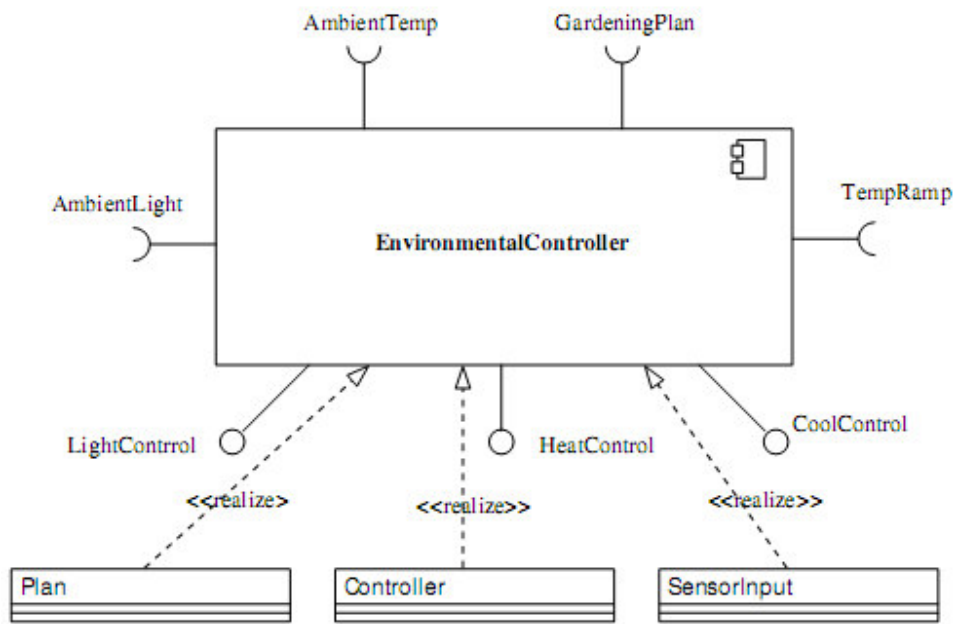 AmbientTemp
GardeningPlan
AmbientLight
TempRamp
EnvironmentalController
LightContrrol
HeatControl
CoolControl
<<realize>
<<realize>>
<<realize>>
Plan
Controller
SensorInput